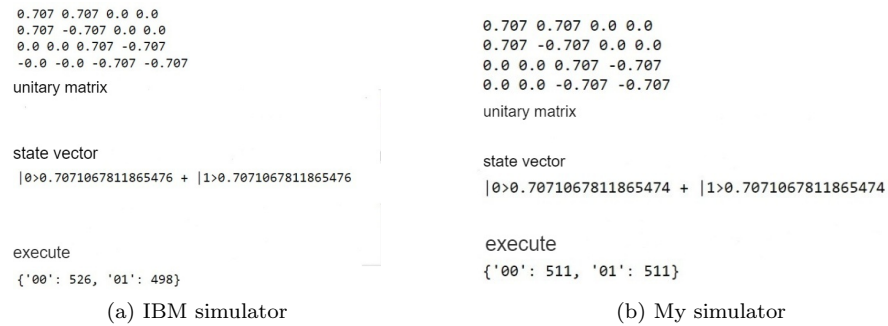 0.707 0.707 0.0 0.0
0.707 -0.707 0.0 0.0
0.0 0.0 0.707 -0.707
-0.0 -0.0 -0.707 -0.707
unitary matrix
state vector
|0>0.7071067811865476 + |1>0.7071067811865476
execute
{'00': 526, '01': 498}
(a) IBM simulator
0.707 0.707 0.0 0.0
0.707 -0.707 0.0 0.0
0.0 0.0 0.707 -0.707
0.0 0.0 -0.707 -0.707
unitary matrix
state vector
|0>0.7071067811865474 + |1>0.7071067811865474
execute
{'00': 511, '01': 511}
(b) My simulator